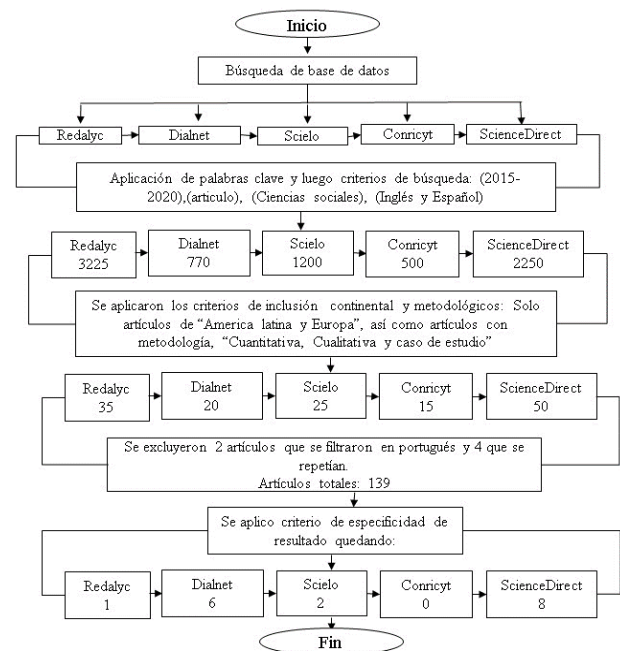 Inicio
Búsqueda de base de datos
Redalyc Dialnet Scielo Conricyt ScienceDirect
Aplicación de palabras clave y luego criterios de búsqueda: (2015-
2020),(articulo), (Ciencias sociales), (Inglés y Español)
Redalyc Dialnet Scielo Conricyt ScienceDirect
3225 770 1200 500 2250
Se aplicaron los criterios de inclusión continental y metodológicos: Solo
artículos de “America latina y Europa”, así como artículos con
metodología, “Cuantitativa, Cualitativa y caso de estudio”
Redalyc Dialnet Scielo Conricyt ScienceDirect
35 20 25 15 50
Se excluyeron 2 artículos que se filtraron en portugués y 4 que se
repetían.
Artículos totales: 139
Se aplico criterio de especificidad de
resultado quedando:
Redalyc Dialnet Scielo Conricyt ScienceDirect
1 6 2 0 8
Fin